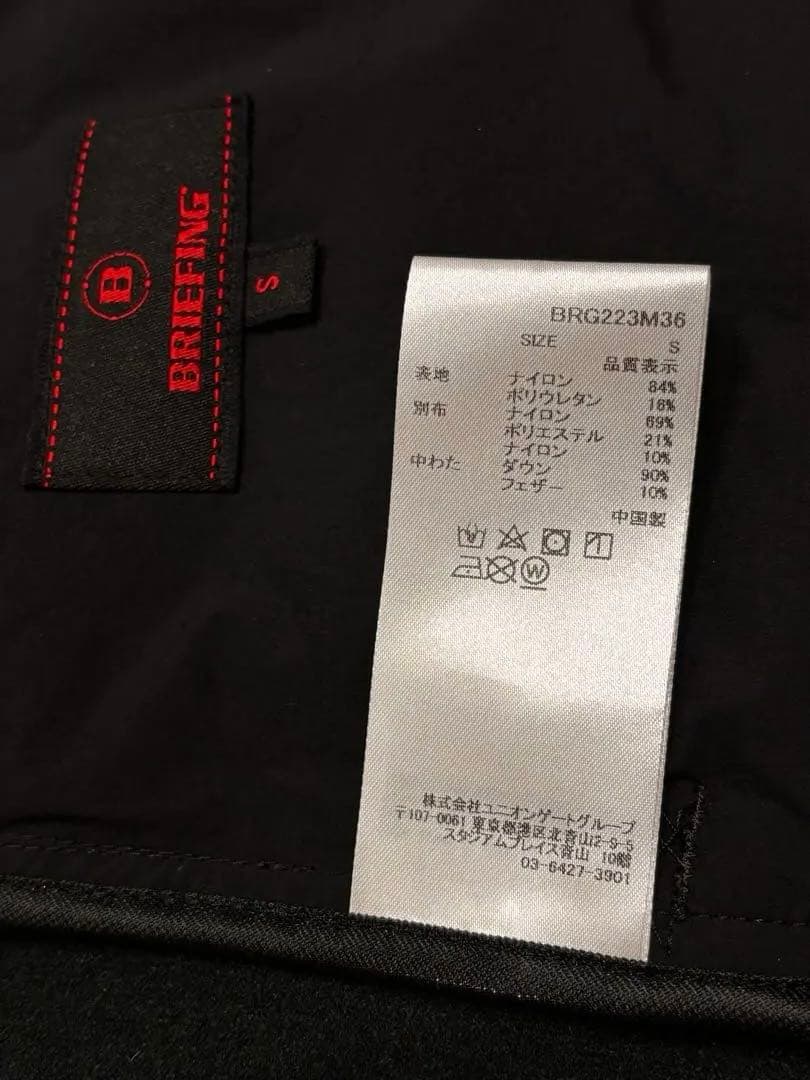 B
BRIEFING
S
BRG223M36
SIZE S
品質表示
表地 ナイロン 84%
ポリウレタン 16%
別布 ナイロン 69%
ポリエステル 21%
ナイロン 10%
中わた ダウン 90%
フェザー 10%
中国製
W
株式会社ユニオンゲートグループ
〒107-0061 東京都港区北青山2-9-5
スタジアムプレイス青山 10階
03-6427-3901